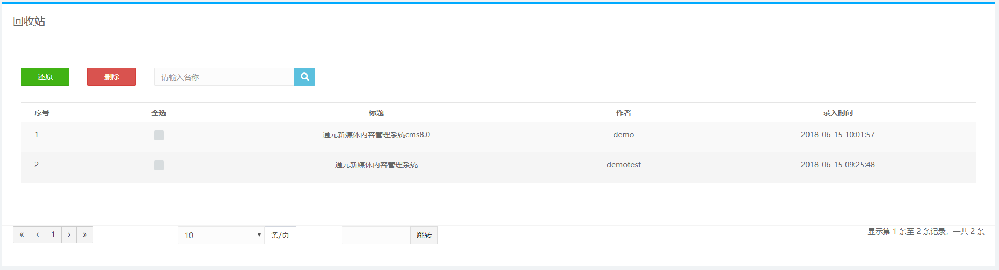 回收站
还原 删除 请输入名称
序号 全选 标题 作者 录入时间
1 通元新媒体内容管理系统cms8.0 demo 2018-06-15 10:01:57
2 通元新媒体内容管理系统 demotest 2018-06-15 09:25:48
« ‹ 1 › » 10 条/页 跳转 显示第 1 条至 2 条记录，一共 2 条